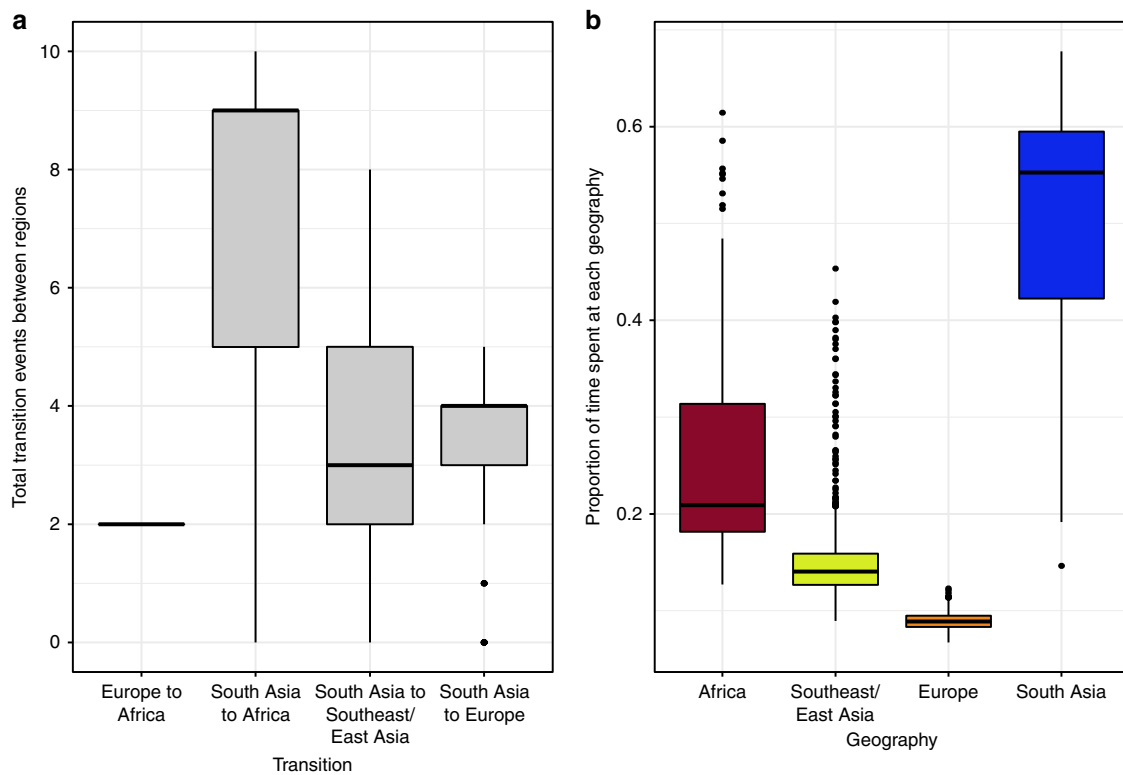 a
Total transition events between regions
10
8
6
4
2
0
Europe to
Africa
South Asia
to Africa
South Asia to
Southeast/
East Asia
South Asia
to Europe
Transition
b
Proportion of time spent at each geography
0.6
0.4
0.2
Africa
Southeast/
East Asia
Europe
South Asia
Geography